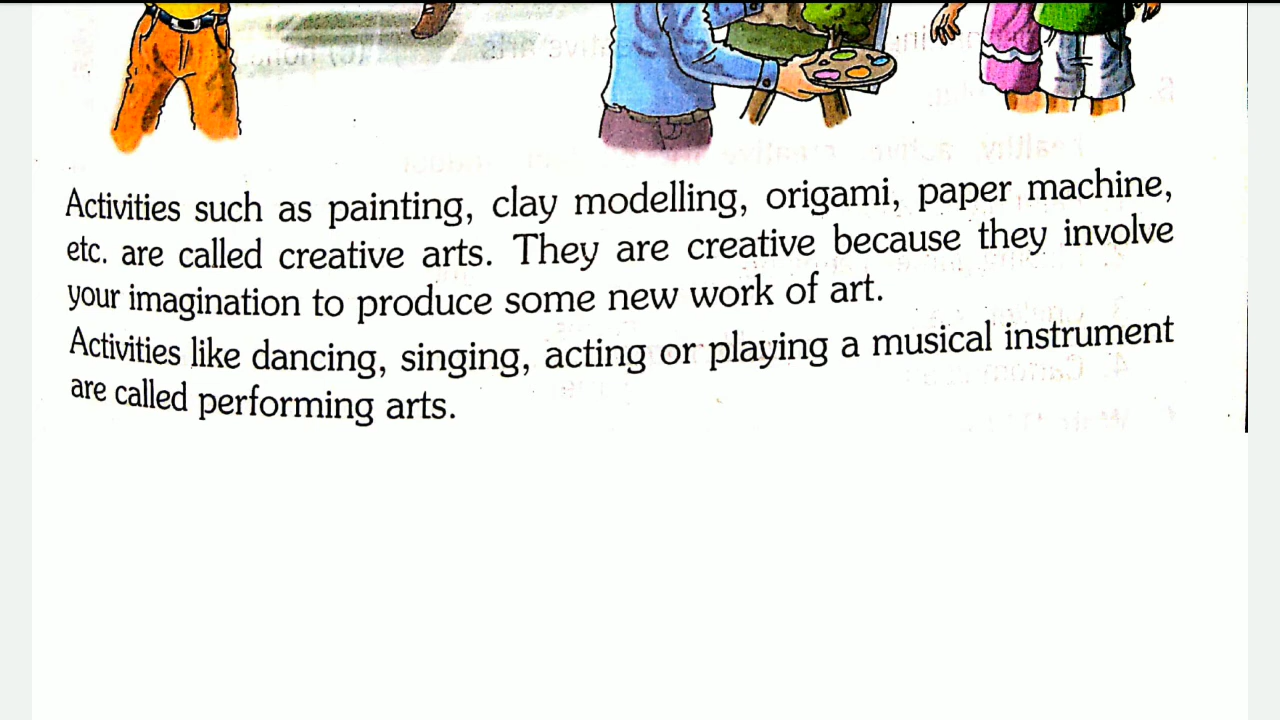 Activities such as painting, clay modelling, origami, paper machine,
etc. are called creative arts. They are creative because they involve
your imagination to produce some new work of art.
Activities like dancing, singing, acting or playing a musical instrument
are called performing arts.